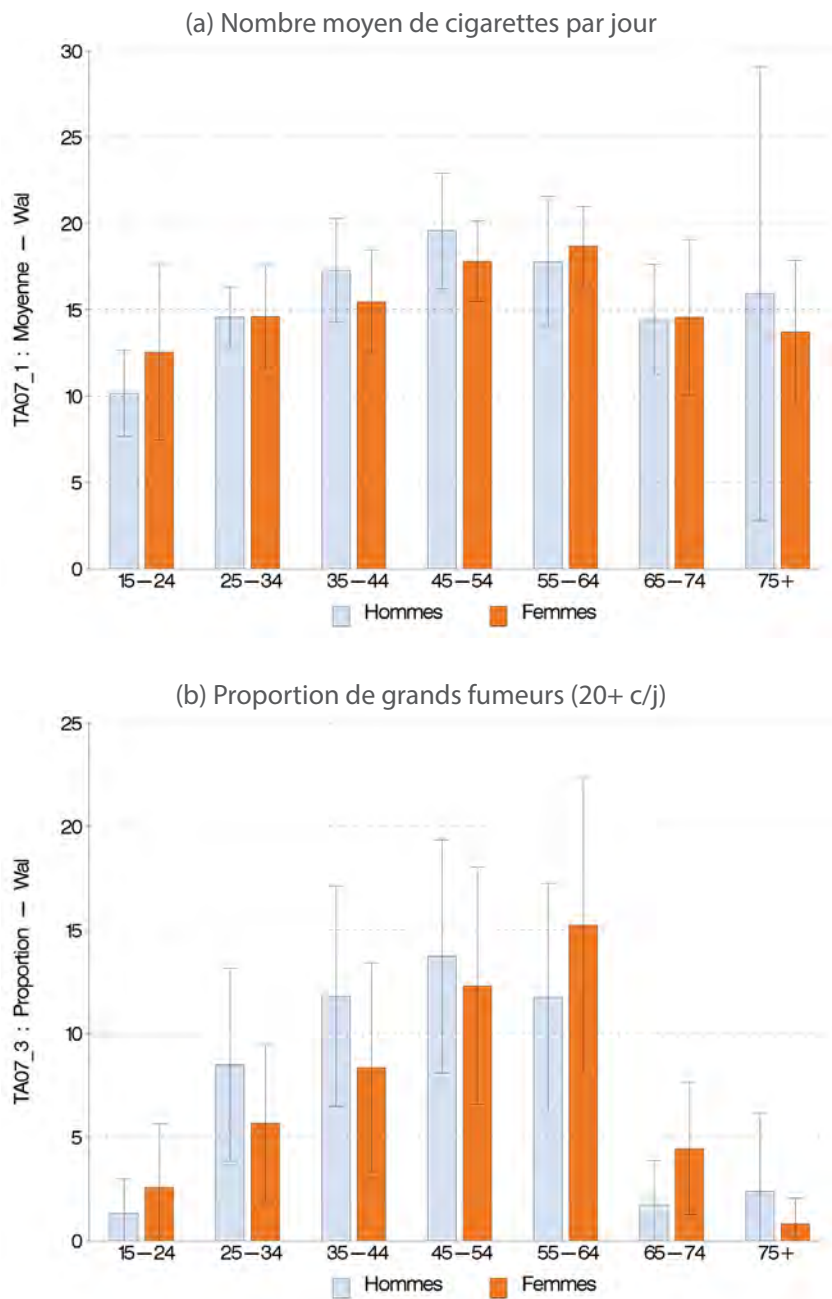 (a) Nombre moyen de cigarettes par jour
30
25
20
15
10
5
0
TA07_1 : Moyenne – Wal
15–24 25–34 35–44 45–54 55–64 65–74 75+
Hommes Femmes
(b) Proportion de grands fumeurs (20+ c/j)
25
20
15
10
5
0
TA07_3 : Proportion – Wal
15–24 25–34 35–44 45–54 55–64 65–74 75+
Hommes Femmes